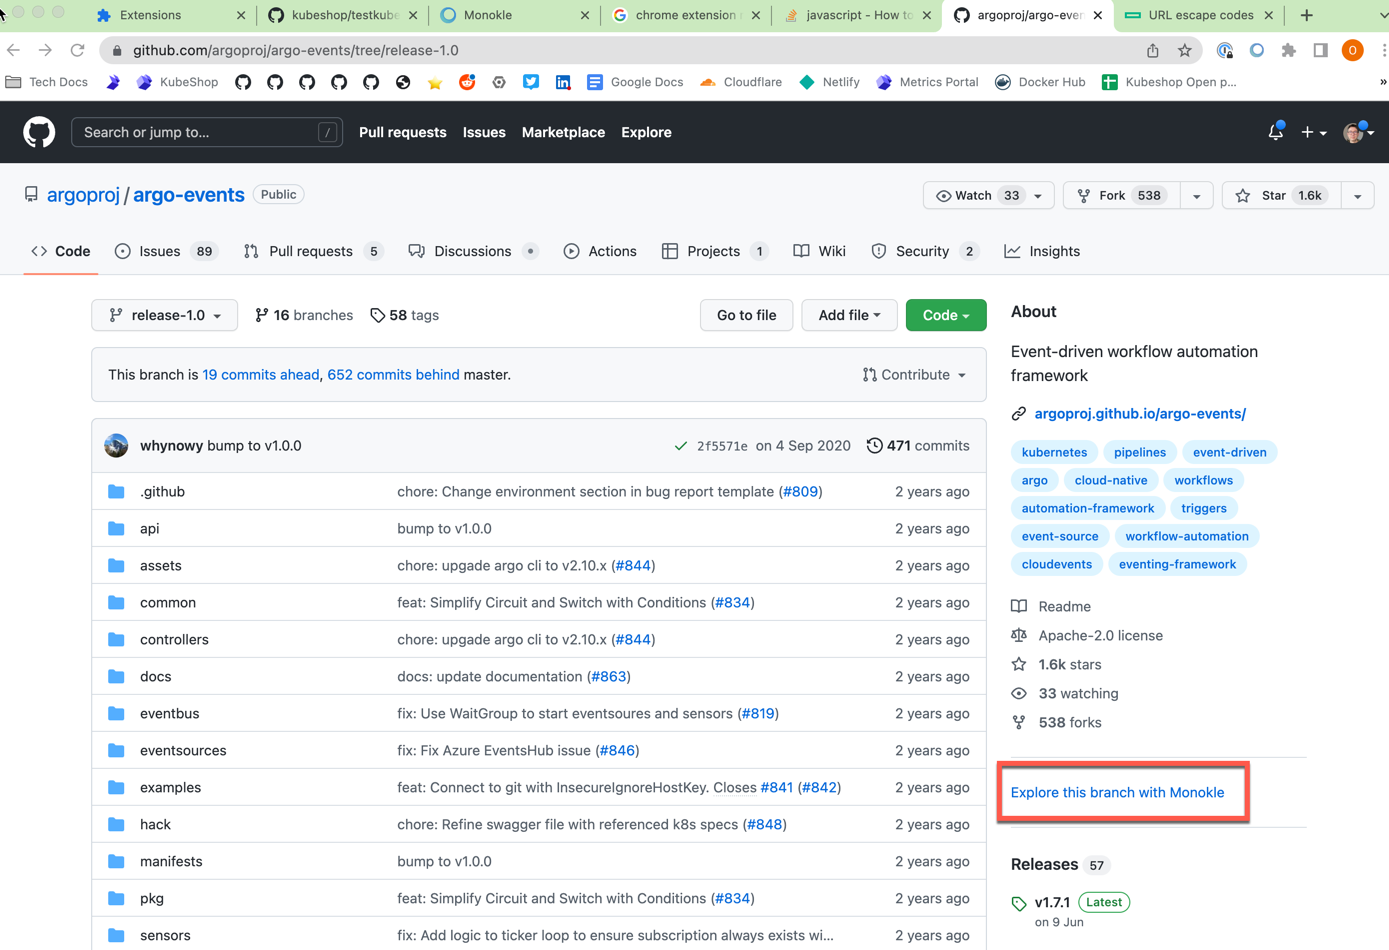 Extensions
kubeshop/testkube
Monokle
chrome extension
javascript - How to
argoproj/argo-even
URL escape codes
github.com/argoproj/argo-events/tree/release-1.0
O
Tech Docs
KubeShop
Google Docs
Cloudflare
Netlify
Metrics Portal
Docker Hub
Kubeshop Open p...
Search or jump to...
/
Pull requests
Issues
Marketplace
Explore
argoproj / argo-events
Public
Watch 33
Fork 538
Star 1.6k
Code
Issues 89
Pull requests 5
Discussions
Actions
Projects 1
Wiki
Security 2
Insights
release-1.0
16 branches
58 tags
Go to file
Add file
Code
This branch is 19 commits ahead, 652 commits behind master.
Contribute
whynowy bump to v1.0.0
2f5571e on 4 Sep 2020
471 commits
.github chore: Change environment section in bug report template (#809) 2 years ago
api bump to v1.0.0 2 years ago
assets chore: upgade argo cli to v2.10.x (#844) 2 years ago
common feat: Simplify Circuit and Switch with Conditions (#834) 2 years ago
controllers chore: upgade argo cli to v2.10.x (#844) 2 years ago
docs docs: update documentation (#863) 2 years ago
eventbus fix: Use WaitGroup to start eventsoures and sensors (#819) 2 years ago
eventsources fix: Fix Azure EventsHub issue (#846) 2 years ago
examples feat: Connect to git with InsecureIgnoreHostKey. Closes #841 (#842) 2 years ago
hack chore: Refine swagger file with referenced k8s specs (#848) 2 years ago
manifests bump to v1.0.0 2 years ago
pkg feat: Simplify Circuit and Switch with Conditions (#834) 2 years ago
sensors fix: Add logic to ticker loop to ensure subscription always exists wi... 2 years ago
About
Event-driven workflow automation
framework
argoproj.github.io/argo-events/
kubernetes pipelines event-driven
argo cloud-native workflows
automation-framework triggers
event-source workflow-automation
cloudevents eventing-framework
Readme
Apache-2.0 license
1.6k stars
33 watching
538 forks
Explore this branch with Monokle
Releases 57
v1.7.1 Latest
on 9 Jun